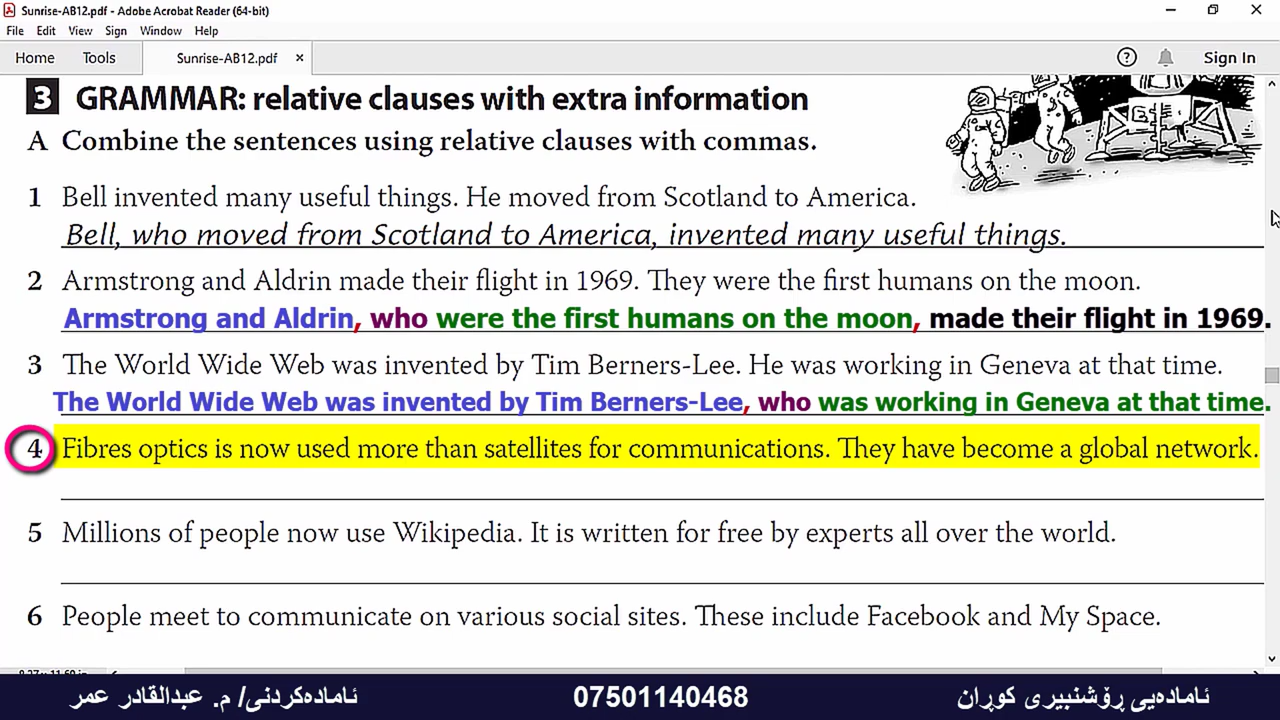 Sunrise-AB12.pdf - Adobe Acrobat Reader (64-bit)
File Edit View Sign Window Help
Home Tools Sunrise-AB12.pdf × Sign In
3 GRAMMAR: relative clauses with extra information
A Combine the sentences using relative clauses with commas.
1 Bell invented many useful things. He moved from Scotland to America.
Bell, who moved from Scotland to America, invented many useful things.
2 Armstrong and Aldrin made their flight in 1969. They were the first humans on the moon.
Armstrong and Aldrin, who were the first humans on the moon, made their flight in 1969.
3 The World Wide Web was invented by Tim Berners-Lee. He was working in Geneva at that time.
The World Wide Web was invented by Tim Berners-Lee, who was working in Geneva at that time.
4 Fibres optics is now used more than satellites for communications. They have become a global network.
5 Millions of people now use Wikipedia. It is written for free by experts all over the world.
6 People meet to communicate on various social sites. These include Facebook and My Space.
ئامادەیی ڕۆشنبیری کوڕان 07501140468 ئامادەکردنی/ م. عبدالقادر عمر